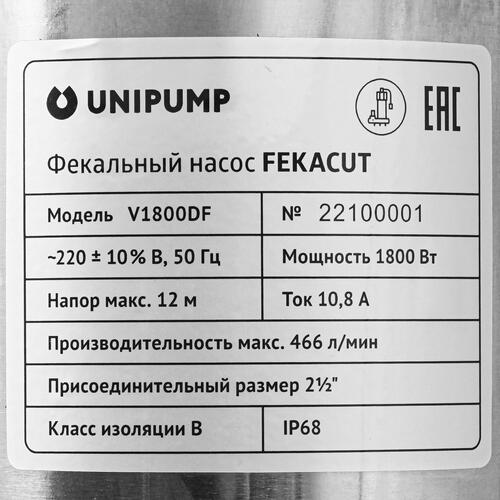 UNIPUMP
EAC
Фекальный насос FEKACUT
Модель V1800DF № 22100001
~220 ± 10% В, 50 Гц Мощность 1800 Вт
Напор макс. 12 м Ток 10,8 А
Производительность макс. 466 л/мин
Присоединительный размер 2½"
Класс изоляции В IP68